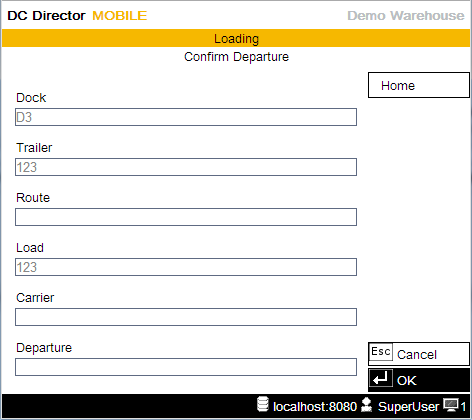 DC Director MOBILE Demo Warehouse
Loading
Confirm Departure
Home
Dock
D3
Trailer
123
Route
Load
123
Carrier
Departure
Esc Cancel
OK
localhost:8080 SuperUser 1